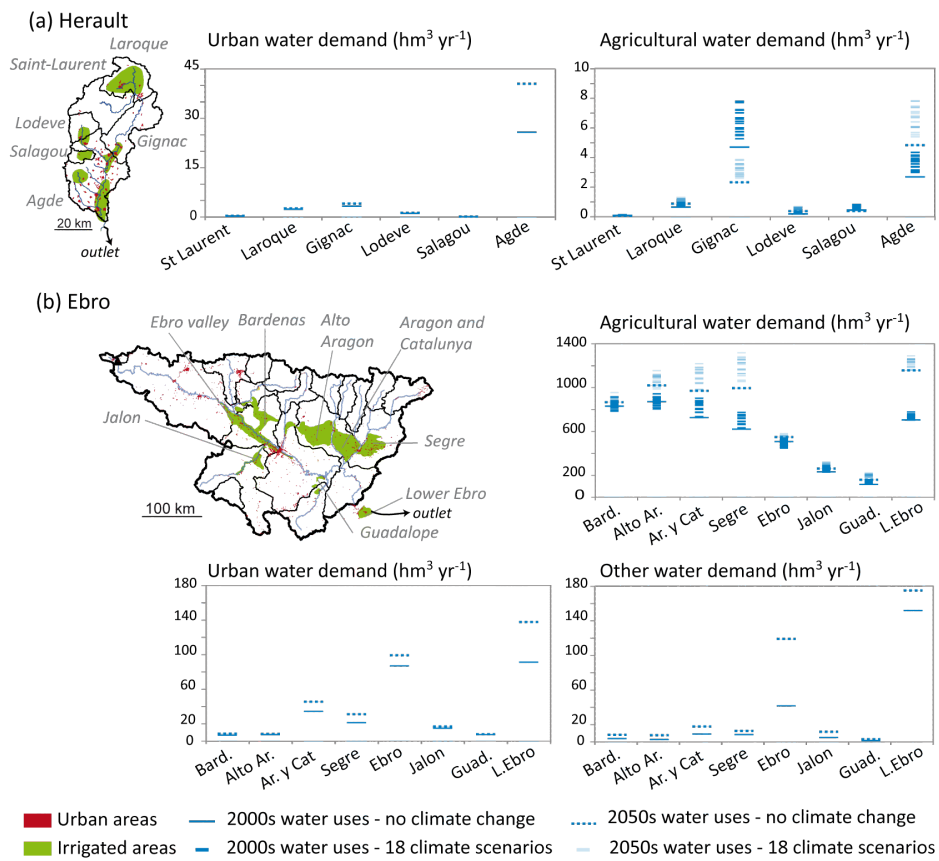 (a) Herault
Laroque
Saint-Laurent
Lodeve
Salagou
Gignac
Agde
20 km
outlet
Urban water demand (hm³ yr⁻¹)
45
30
15
0
St Laurent
Laroque
Gignac
Lodeve
Salagou
Agde
Agricultural water demand (hm³ yr⁻¹)
10
8
6
4
2
0
St Laurent
Laroque
Gignac
Lodeve
Salagou
Agde
(b) Ebro
Ebro valley
Bardenas
Alto
Aragon
Aragon and
Catalunya
Jalon
Segre
Lower Ebro
outlet
Guadalope
100 km
Agricultural water demand (hm³ yr⁻¹)
1400
1000
600
200
0
Bard.
Alto Ar.
Ar. y Cat
Segre
Ebro
Jalon
Guad.
L.Ebro
Urban water demand (hm³ yr⁻¹)
180
140
100
60
20
0
Bard.
Alto Ar.
Ar. y Cat
Segre
Ebro
Jalon
Guad.
L.Ebro
Other water demand (hm³ yr⁻¹)
180
140
100
60
20
0
Bard.
Alto Ar.
Ar. y Cat
Segre
Ebro
Jalon
Guad.
L.Ebro
Urban areas
2000s water uses - no climate change
2050s water uses - no climate change
Irrigated areas
2000s water uses - 18 climate scenarios
2050s water uses - 18 climate scenarios